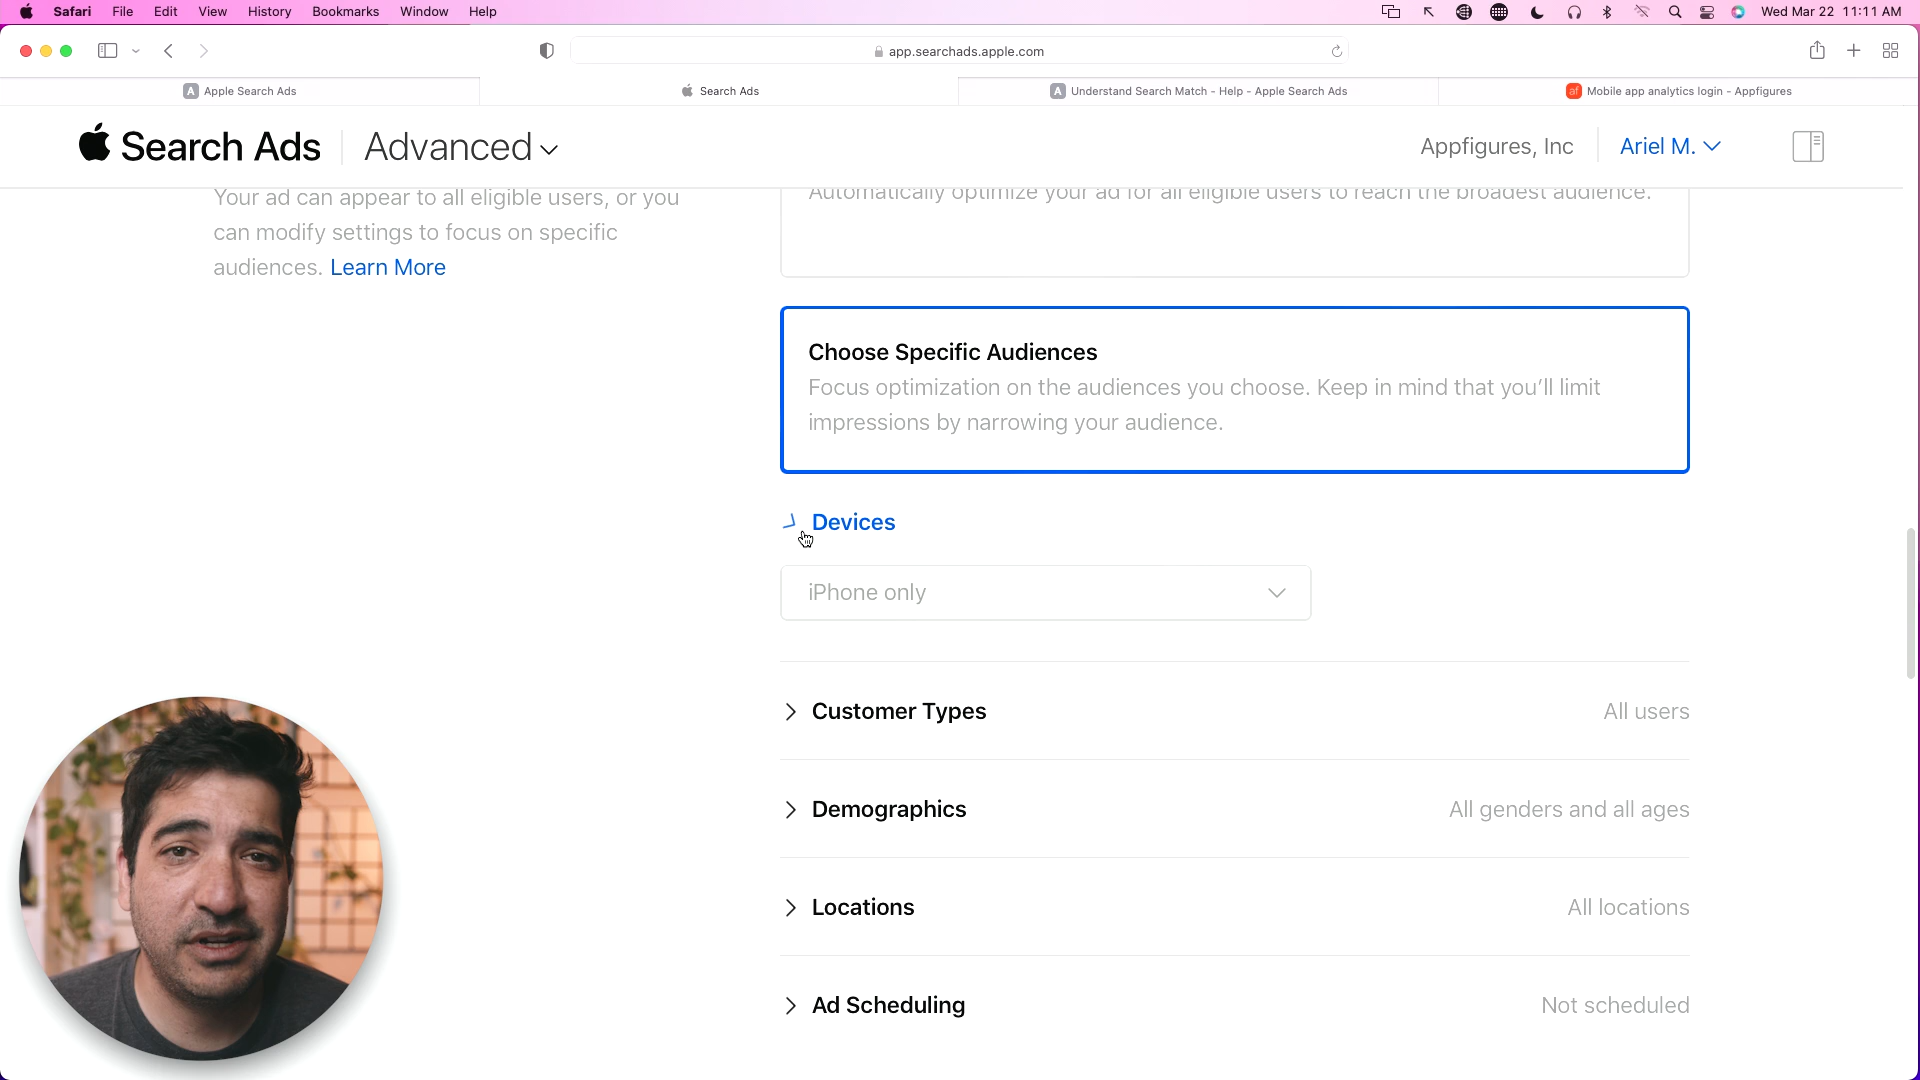 Safari File Edit View History Bookmarks Window Help
Wed Mar 22 11:11 AM
app.searchads.apple.com
Apple Search Ads
Search Ads
Understand Search Match - Help - Apple Search Ads
Mobile app analytics login - Appfigures
Search Ads
Advanced
Appfigures, Inc
Ariel M.
Your ad can appear to all eligible users, or you
can modify settings to focus on specific
audiences. Learn More
Automatically optimize your ad for all eligible users to reach the broadest audience.
Choose Specific Audiences
Focus optimization on the audiences you choose. Keep in mind that you’ll limit
impressions by narrowing your audience.
Devices
iPhone only
Customer Types
All users
Demographics
All genders and all ages
Locations
All locations
Ad Scheduling
Not scheduled